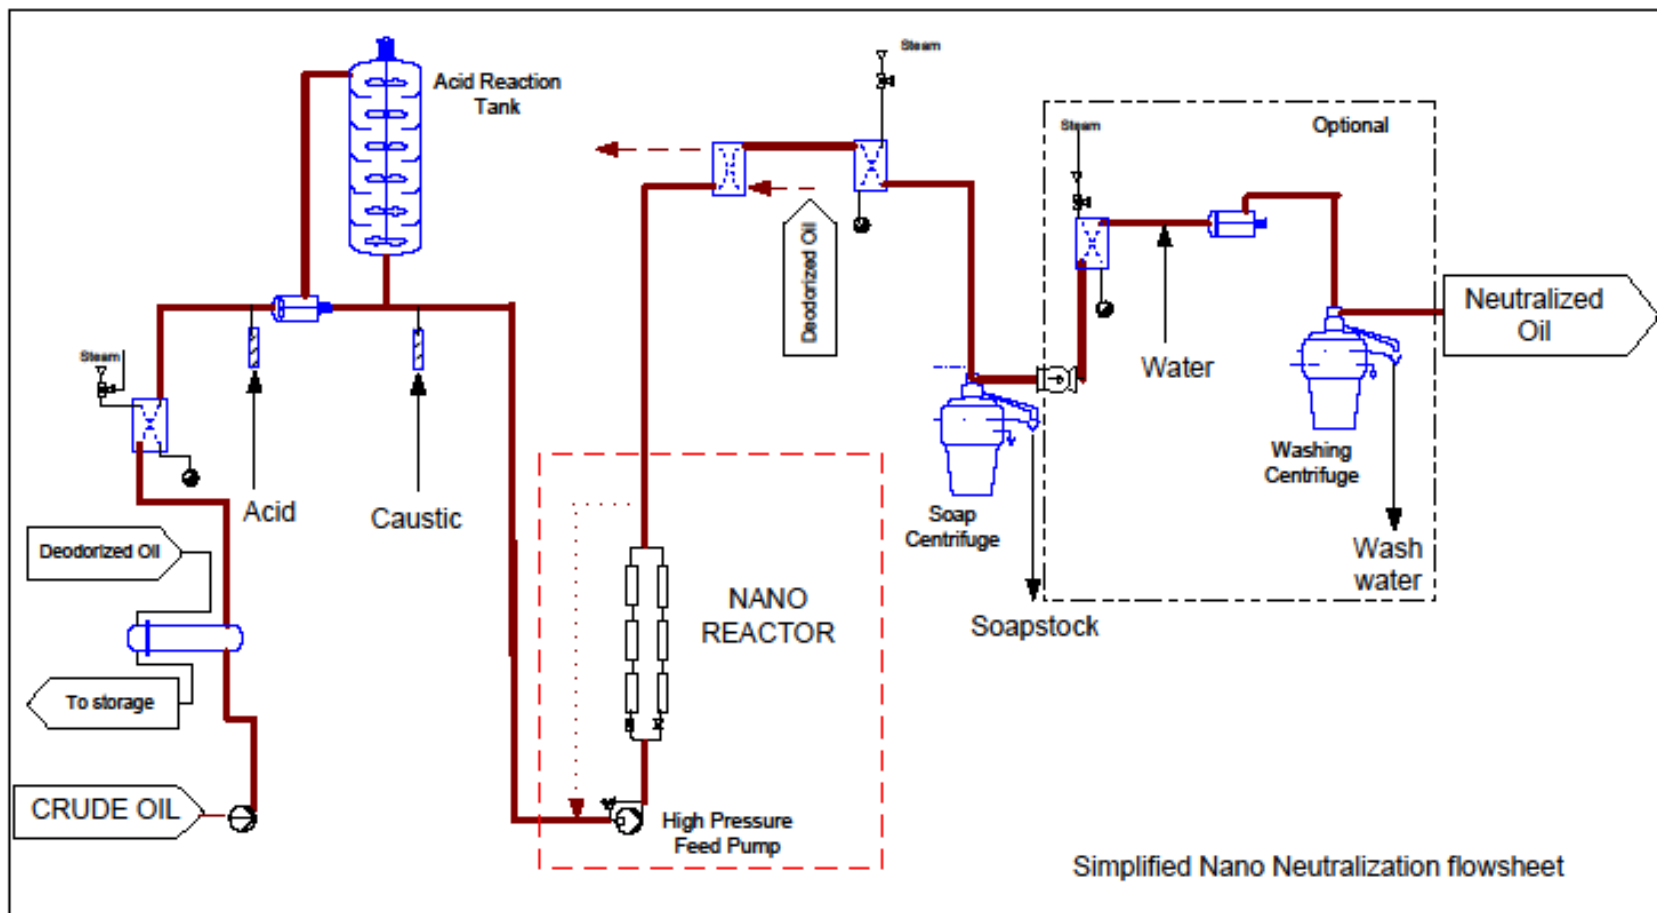 Steam
Acid Reaction
Tank
Steam
Optional
Deodorized Oil
Neutralized
Oil
Water
Steam
Washing
Centrifuge
Acid
Caustic
Soap
Centrifuge
Wash
water
Deodorized Oil
NANO
REACTOR
Soapstock
To storage
CRUDE OIL
High Pressure
Feed Pump
Simplified Nano Neutralization flowsheet